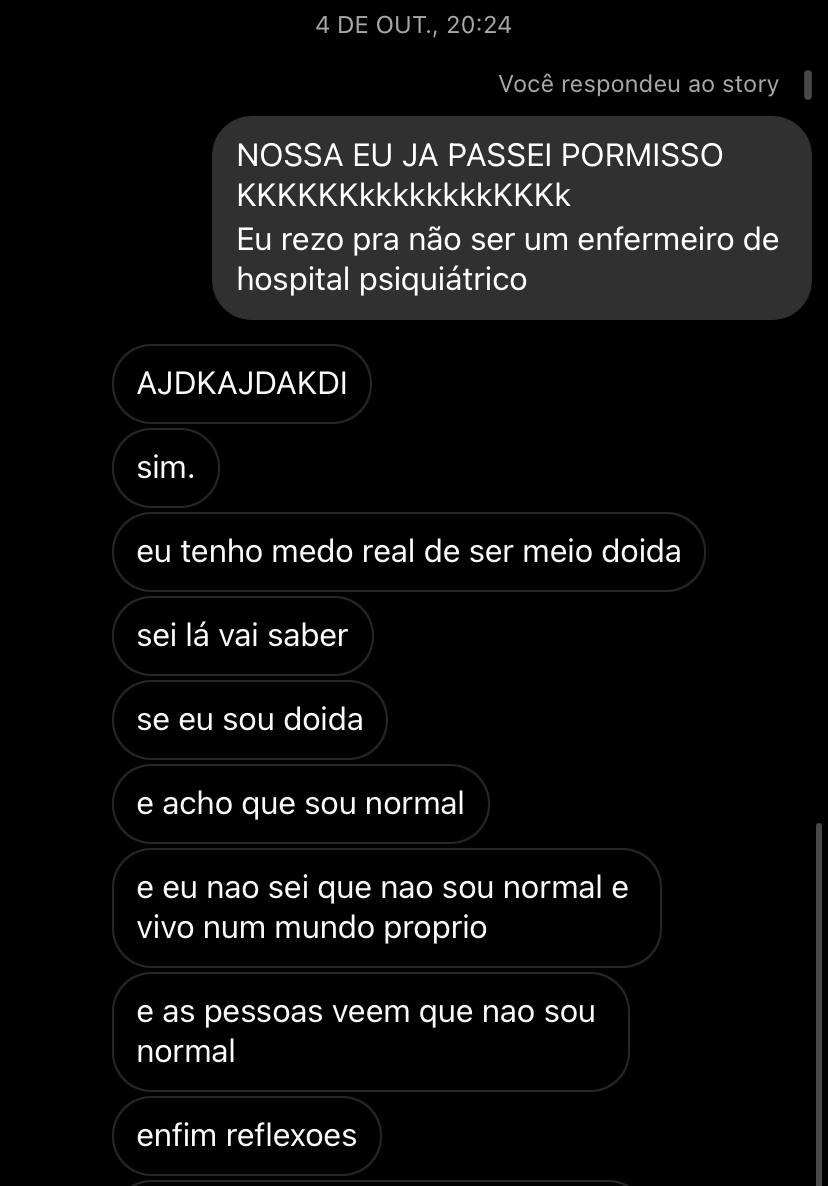 4 DE OUT., 20:24
Você respondeu ao story
NOSSA EU JA PASSEI PORMISSO
KKKKKKkkkkkkkkKKKk
Eu rezo pra não ser um enfermeiro de
hospital psiquiátrico
AJDKAJDAKDI
sim.
eu tenho medo real de ser meio doida
sei lá vai saber
se eu sou doida
e acho que sou normal
e eu nao sei que nao sou normal e
vivo num mundo proprio
e as pessoas veem que nao sou
normal
enfim reflexoes